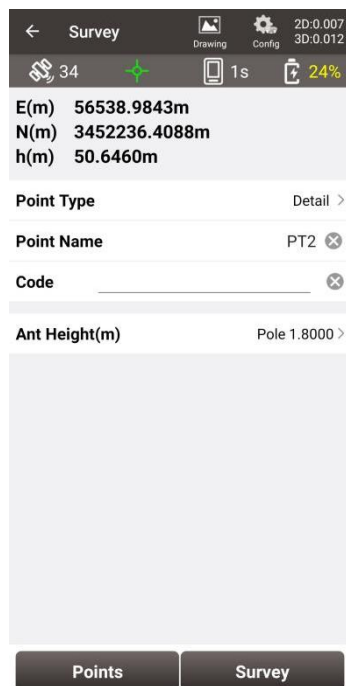 Survey
Drawing
Config
2D:0.007
3D:0.012
34
1s
24%
E(m) 56538.9843m
N(m) 3452236.4088m
h(m) 50.6460m
Point Type Detail
Point Name PT2
Code
Ant Height(m) Pole 1.8000
Points
Survey